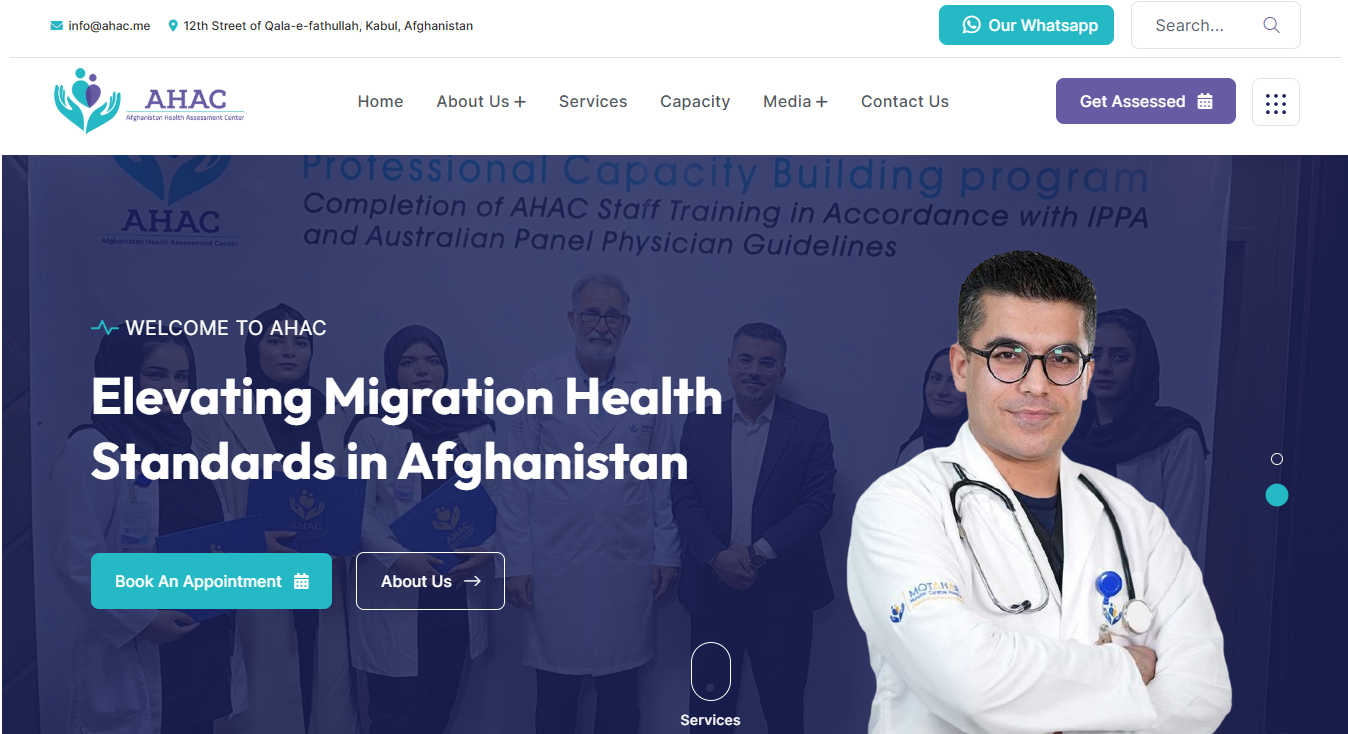 info@ahac.me
12th Street of Qala-e-fathullah, Kabul, Afghanistan
Our Whatsapp
Search...
AHAC
Afghanistan Health Assessment Center
Home
About Us +
Services
Capacity
Media +
Contact Us
Get Assessed
Professional Capacity Building program
Completion of AHAC Staff Training in Accordance with IPPA
and Australian Panel Physician Guidelines
AHAC
Afghanistan Health Assessment Center
WELCOME TO AHAC
Elevating Migration Health
Standards in Afghanistan
AHAC
AHAC
Book An Appointment
About Us
MOTAHARI
Services